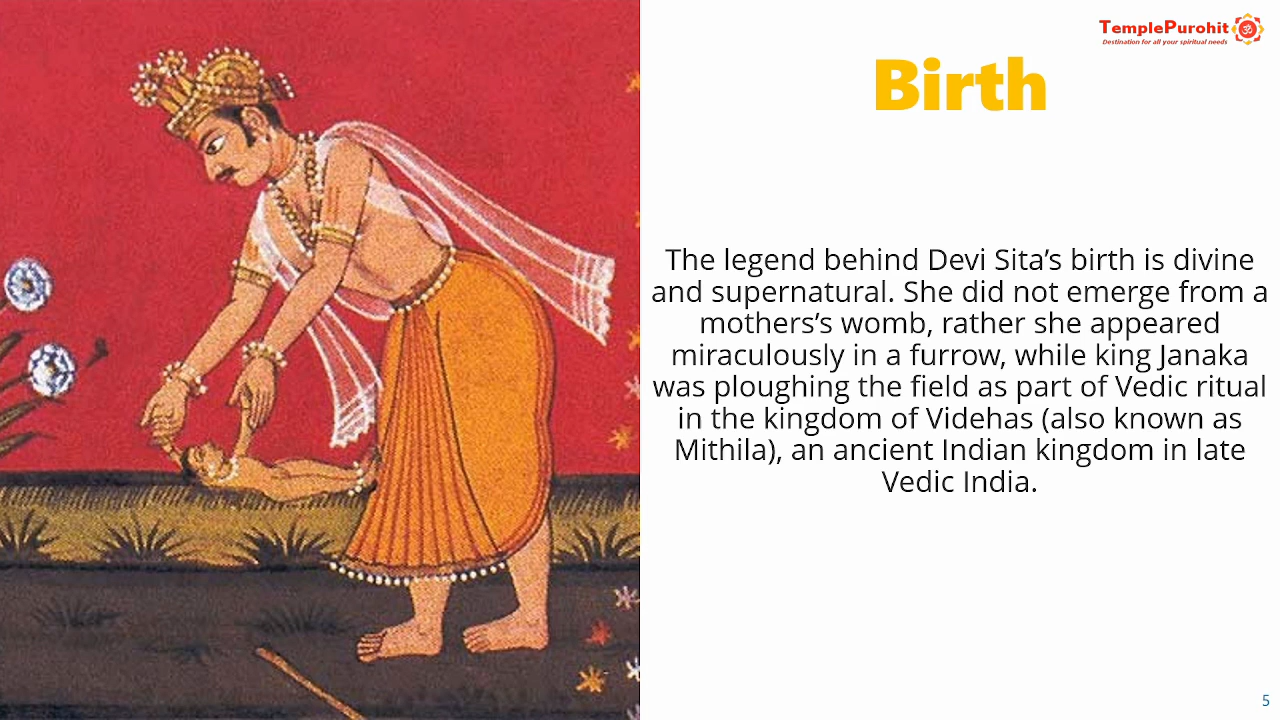 TemplePurohit
Destination for all your spiritual needs
Birth
The legend behind Devi Sita’s birth is divine
and supernatural. She did not emerge from a
mothers’s womb, rather she appeared
miraculously in a furrow, while king Janaka
was ploughing the field as part of Vedic ritual
in the kingdom of Videhas (also known as
Mithila), an ancient Indian kingdom in late
Vedic India.
5